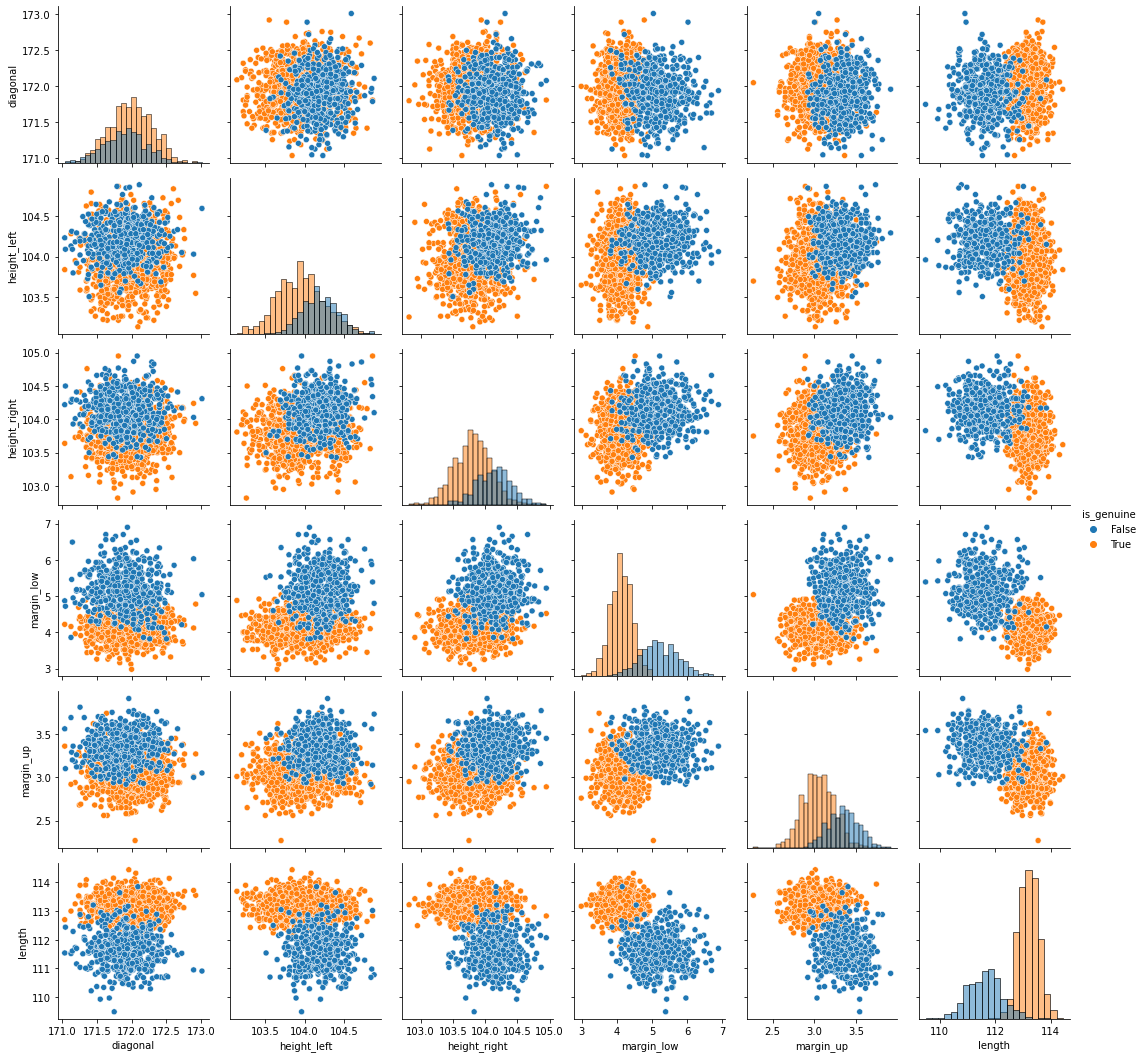 173.0
172.5
172.0
171.5
171.0
diagonal
104.5
104.0
103.5
height_left
105.0
104.5
104.0
103.5
103.0
height_right
is_genuine
False
True
7
6
5
4
3
margin_low
3.5
3.0
2.5
margin_up
114
113
112
111
110
length
171.0 171.5 172.0 172.5 173.0
103.5 104.0 104.5
103.0 103.5 104.0 104.5 105.0
3 4 5 6 7
2.5 3.0 3.5
110 112 114
diagonal
height_left
height_right
margin_low
margin_up
length